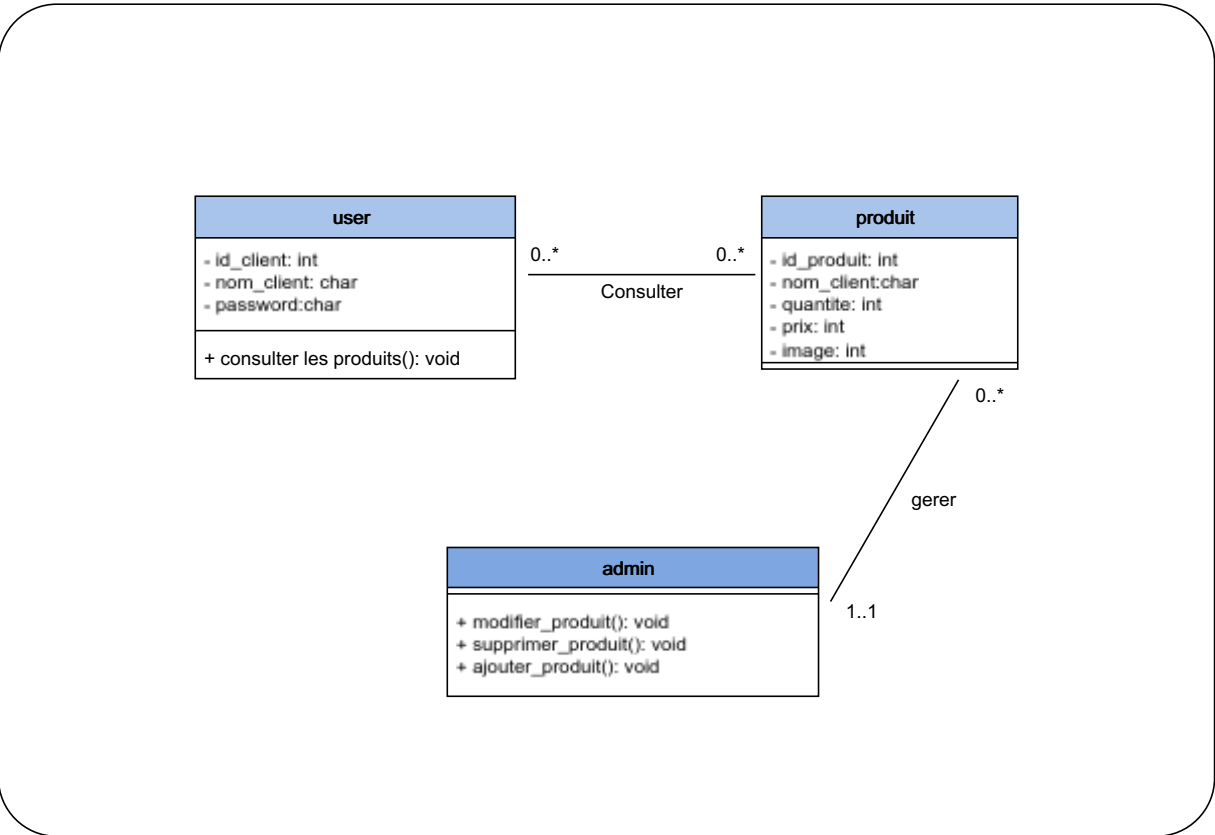 user
- id_client: int
- nom_client: char
- password:char
+ consulter les produits(): void
0..*
0..*
Consulter
produit
- id_produit: int
- nom_client:char
- quantite: int
- prix: int
- image: int
0..*
gerer
1..1
admin
+ modifier_produit(): void
+ supprimer_produit(): void
+ ajouter_produit(): void